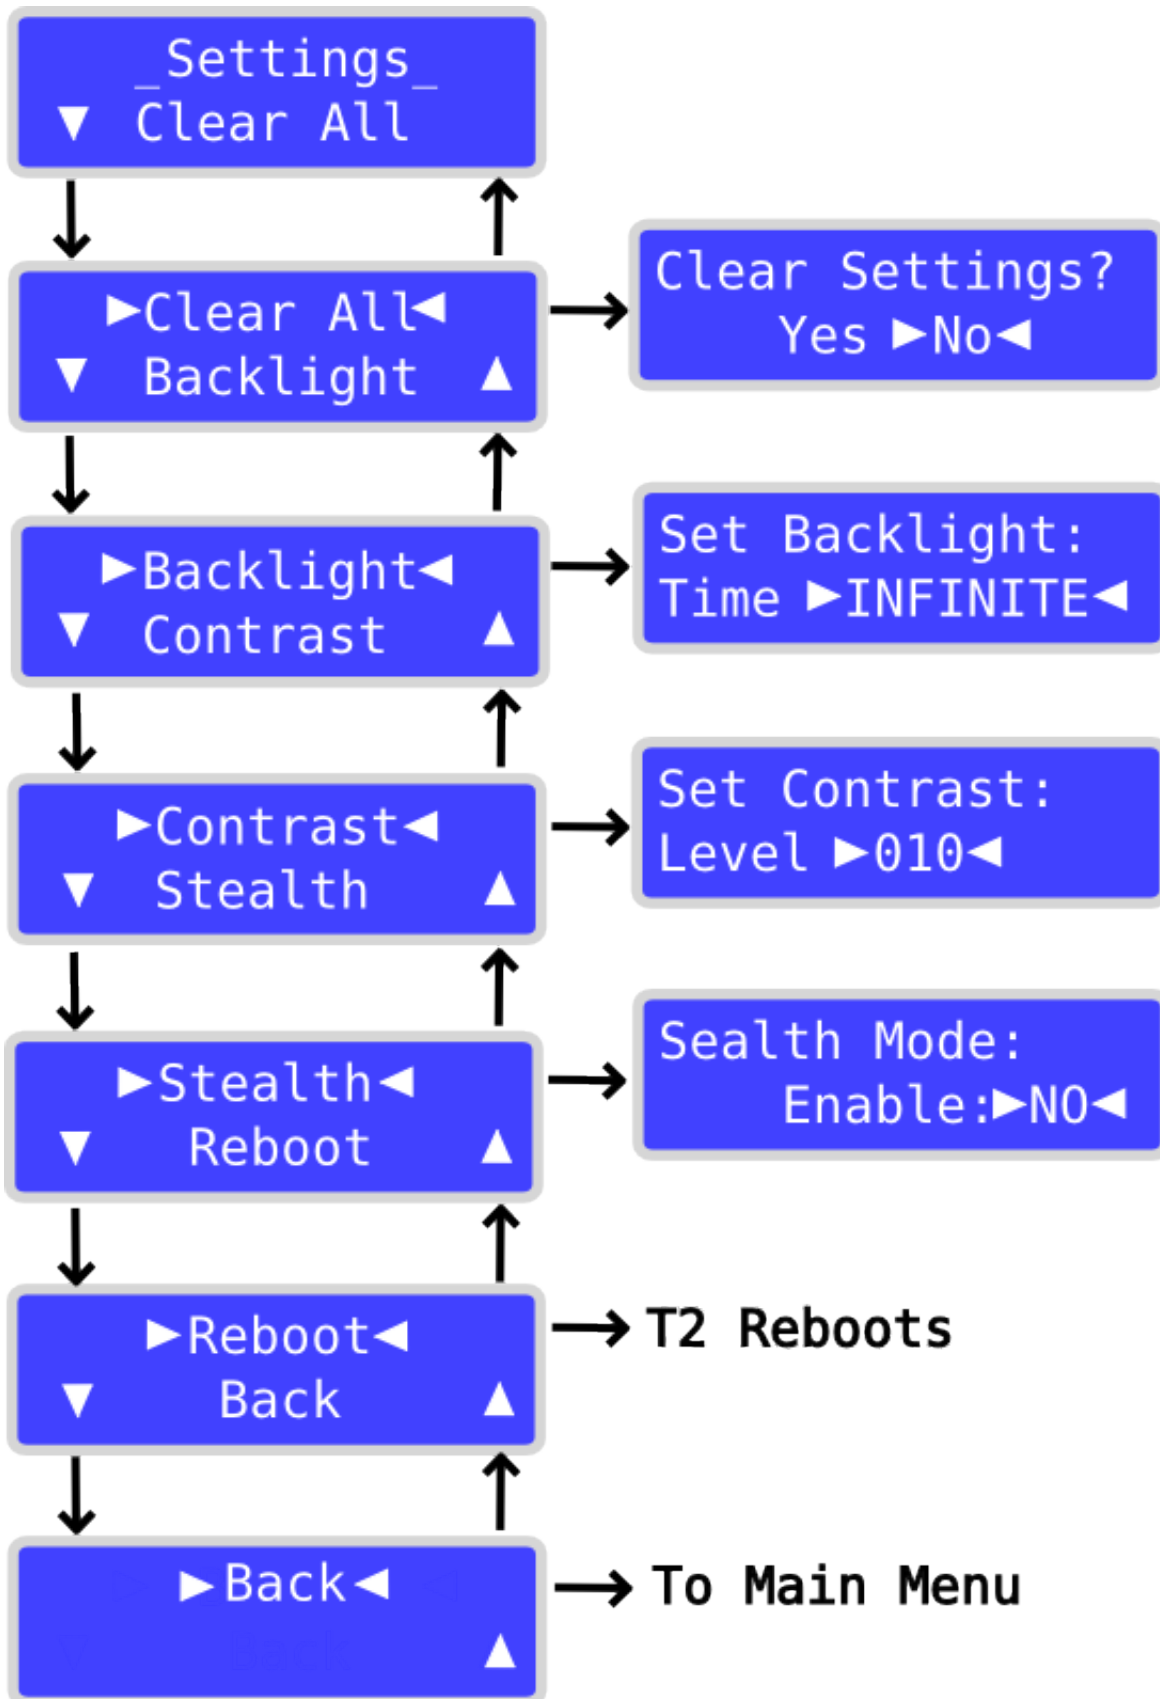 _Settings_
▼ Clear All
▶Clear All◀
▼ Backlight ▲
Clear Settings?
Yes ▶No◀
▶Backlight◀
▼ Contrast ▲
Set Backlight:
Time ▶INFINITE◀
▶Contrast◀
▼ Stealth ▲
Set Contrast:
Level ▶010◀
▶Stealth◀
▼ Reboot ▲
Sealth Mode:
Enable:▶NO◀
▶Reboot◀
▼ Back ▲
T2 Reboots
▶Back◀
▲
To Main Menu